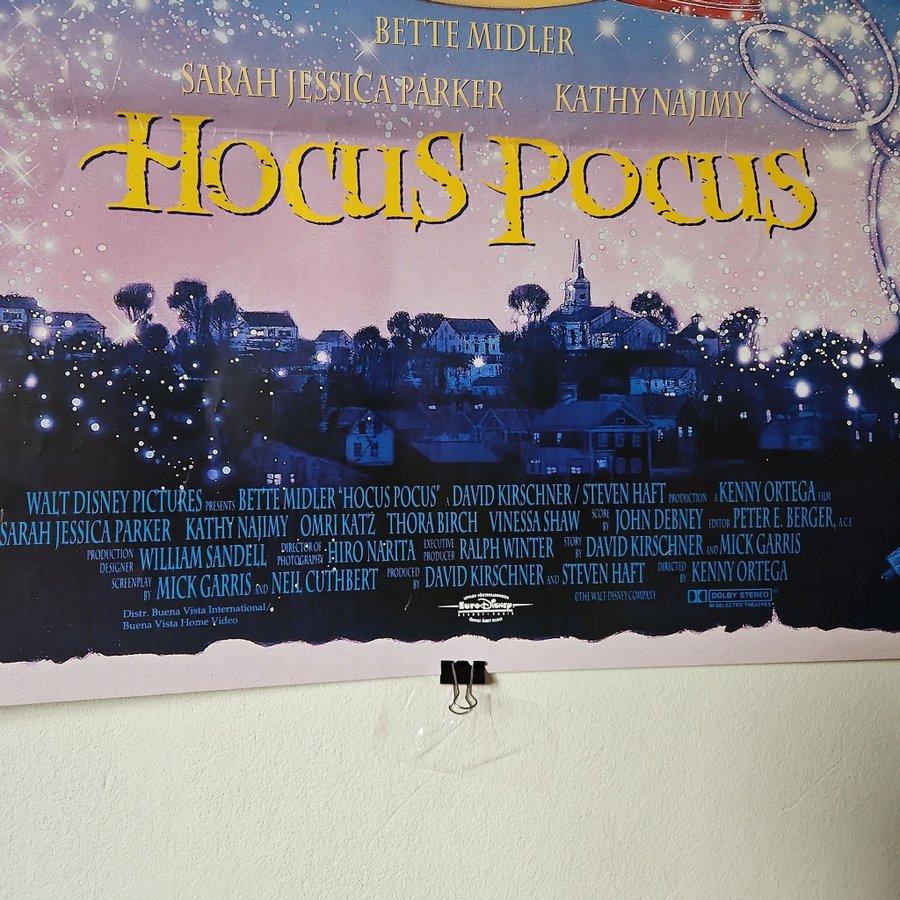 BETTE MIDLER
SARAH JESSICA PARKER KATHY NAJIMY
HOCUS POCUS
WALT DISNEY PICTURES PRESENTS BETTE MIDLER "HOCUS POCUS" A DAVID KIRSCHNER / STEVEN HAFT PRODUCTION A KENNY ORTEGA FILM
SARAH JESSICA PARKER KATHY NAJIMY OMRI KATZ THORA BIRCH VINESSA SHAW SCORE BY JOHN DEBNEY EDITOR PETER E. BERGER, A.C.E
PRODUCTION DESIGNER WILLIAM SANDELL DIRECTOR OF PHOTOGRAPHY HIRO NARITA EXECUTIVE PRODUCER RALPH WINTER STORY BY DAVID KIRSCHNER AND MICK GARRIS
SCREENPLAY BY MICK GARRIS AND NEIL CUTHBERT PRODUCED BY DAVID KIRSCHNER AND STEVEN HAFT DIRECTED BY KENNY ORTEGA
Distr. Buena Vista International/
Buena Vista Home Video
EURO DISNEY
RESORT • PARIS
©THE WALT DISNEY COMPANY
DOLBY STEREO
IN SELECTED THEATRES